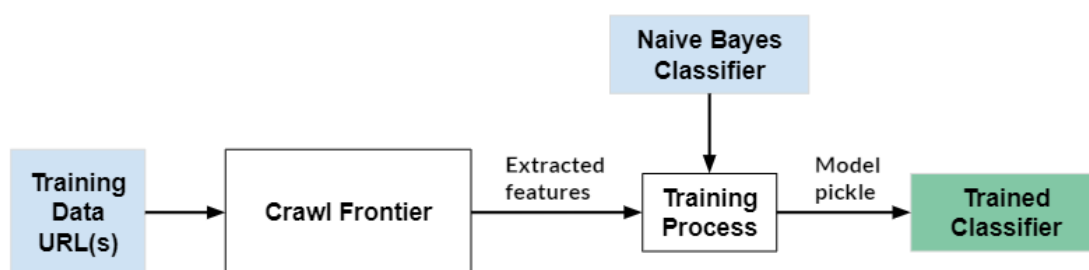 Naive Bayes
Classifier
Training
Data
URL(s)
Crawl Frontier
Extracted
features
Training
Process
Model
pickle
Trained
Classifier